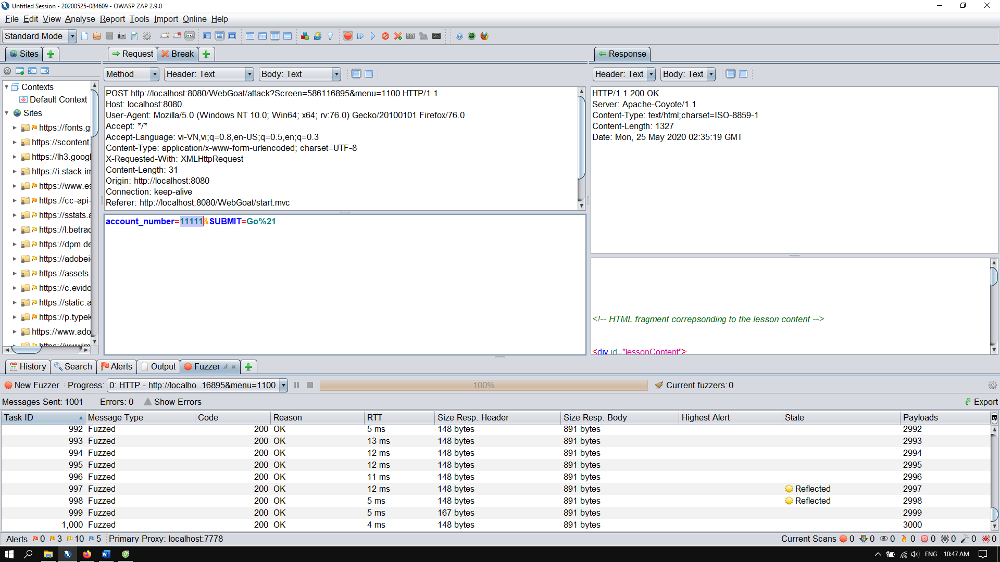 Untitled Session - 20200525-084609 - OWASP ZAP 2.9.0
File Edit View Analyse Report Tools Import Online Help
Standard Mode
Sites
Request
Break
Response
Method
Header: Text
Body: Text
Header: Text
Body: Text
Contexts
Default Context
Sites
https://fonts.g
https://scontent.
https://lh3.googl
https://i.stack.im
https://www.es
https://cc-api-
https://sstats.a
https://l.betrac
https://dpm.de
https://adobei
https://assets.
https://c.evido
https://static.a
https://p.typek
https://www.ado
https://wwwim
POST http://localhost:8080/WebGoat/attack?Screen=586116895&menu=1100 HTTP/1.1
Host: localhost:8080
User-Agent: Mozilla/5.0 (Windows NT 10.0; Win64; x64; rv:76.0) Gecko/20100101 Firefox/76.0
Accept: */*
Accept-Language: vi-VN,vi;q=0.8,en-US;q=0.5,en;q=0.3
Content-Type: application/x-www-form-urlencoded; charset=UTF-8
X-Requested-With: XMLHttpRequest
Content-Length: 31
Origin: http://localhost:8080
Connection: keep-alive
Referer: http://localhost:8080/WebGoat/start.mvc
account_number=11111&SUBMIT=Go%21
HTTP/1.1 200 OK
Server: Apache-Coyote/1.1
Content-Type: text/html;charset=ISO-8859-1
Content-Length: 1327
Date: Mon, 25 May 2020 02:35:19 GMT
<!-- HTML fragment correpsonding to the lesson content -->
<div id="lessonContent">
History
Search
Alerts
Output
Fuzzer
New Fuzzer Progress: 0: HTTP - http://localho..16895&menu=1100 100% Current fuzzers: 0
Messages Sent: 1001 Errors: 0 Show Errors Export
Task ID Message Type Code Reason RTT Size Resp. Header Size Resp. Body Highest Alert State Payloads
992 Fuzzed 200 OK 5 ms 148 bytes 891 bytes 2992
993 Fuzzed 200 OK 13 ms 148 bytes 891 bytes 2993
994 Fuzzed 200 OK 12 ms 148 bytes 891 bytes 2994
995 Fuzzed 200 OK 12 ms 148 bytes 891 bytes 2995
996 Fuzzed 200 OK 11 ms 148 bytes 891 bytes 2996
997 Fuzzed 200 OK 12 ms 148 bytes 891 bytes Reflected 2997
998 Fuzzed 200 OK 5 ms 148 bytes 891 bytes Reflected 2998
999 Fuzzed 200 OK 5 ms 167 bytes 891 bytes 2999
1,000 Fuzzed 200 OK 4 ms 148 bytes 891 bytes 3000
Alerts 0 3 10 5 Primary Proxy: localhost:7778 Current Scans 0 0 0 0 0 0 0 0
ENG 10:47 AM